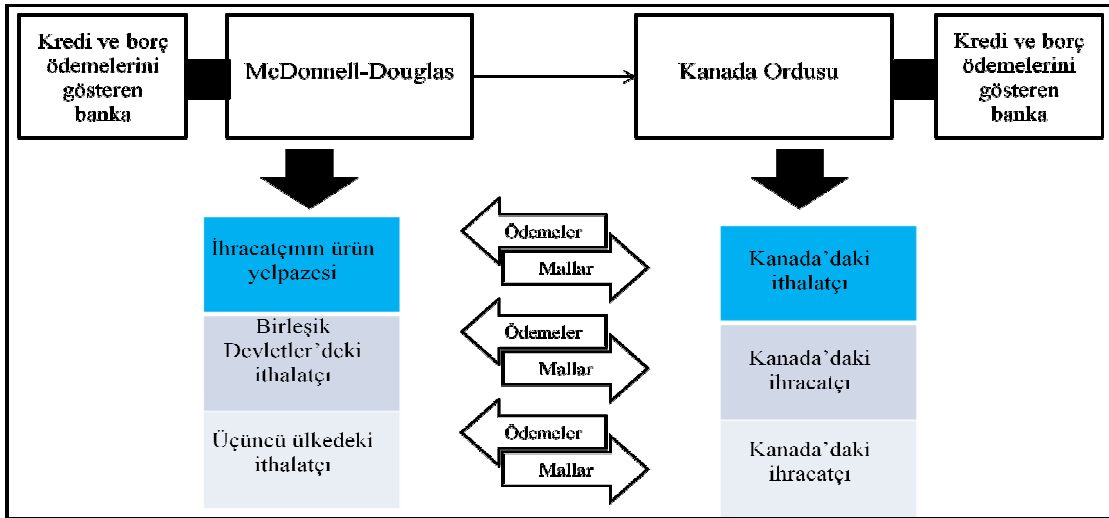 Kredi ve borç
ödemelerini
gösteren
banka
McDonnell-Douglas
Kanada Ordusu
Kredi ve borç
ödemelerini
gösteren
banka
İhracatçının ürün
yelpazesi
Ödemeler
Mallar
Kanada'daki
ithalatçı
Birleşik
Devletler'deki
ithalatçı
Ödemeler
Mallar
Kanada'daki
ihracatçı
Üçüncü ülkedeki
ithalatçı
Ödemeler
Mallar
Kanada'daki
ihracatçı